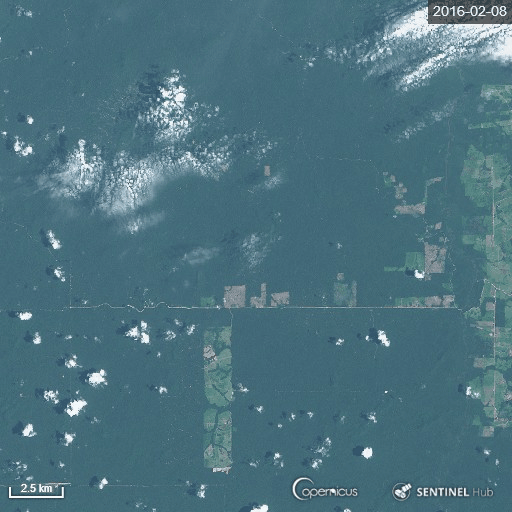 2016-02-08
2.5 km
Copernicus
SENTINEL Hub